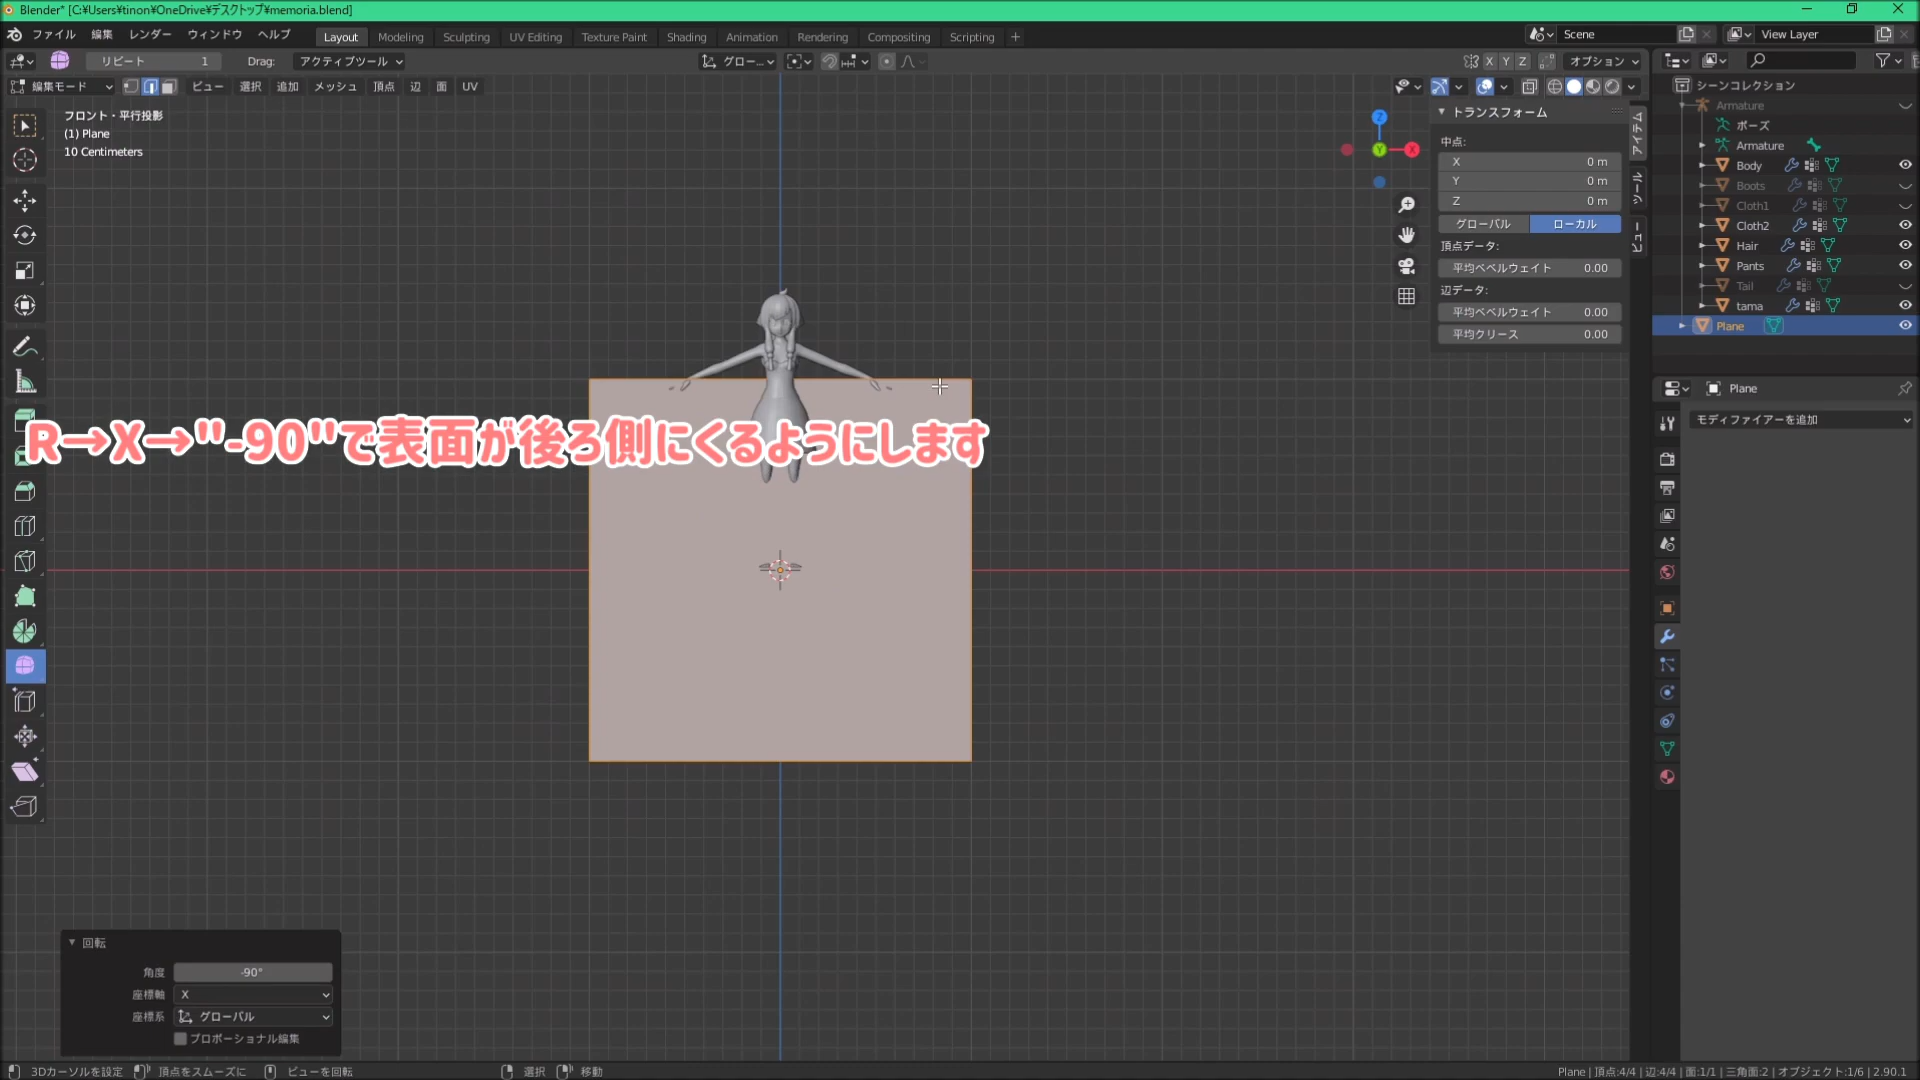 Blender* [C:¥Users¥tinon¥OneDrive¥デスクトップ¥memoria.blend]
ファイル 編集 レンダー ウィンドウ ヘルプ Layout Modeling Sculpting UV Editing Texture Paint Shading Animation Compositing Scripting + Scene View Layer
リピート 1 Drag: アクティブツール グロー... X Y Z オプション
編集モード ビュー 選択 追加 メッシュ 頂点 辺 面 UV
フロント・平行投影
(1) Plane
10 Centimeters
Z
Y
X
トランスフォーム
中点:
X 0 m
Y 0 m
Z 0 m
グローバル ローカル
頂点データ:
平均ベベルウェイト 0.00
辺データ:
平均ベベルウェイト 0.00
平均クリース 0.00
アイテム
ツール
ビュー
シーンコレクション
Armature
ポーズ
Armature
Body
Boots
Cloth1
Cloth2
Hair
Pants
Tail
tama
Plane
Plane
モディファイアーを追加
R→X→"-90"で表面が後ろ側にくるようにします
回転
角度 -90°
座標軸 X
座標系 グローバル
プロポーショナル編集
3Dカーソルを設定 頂点をスムーズに ビューを回転 選択 移動 Plane | 頂点:4/4 | 辺:4/4 | 面:1/1 | 三角面:2 | オブジェクト:1/6 | 2.90.1